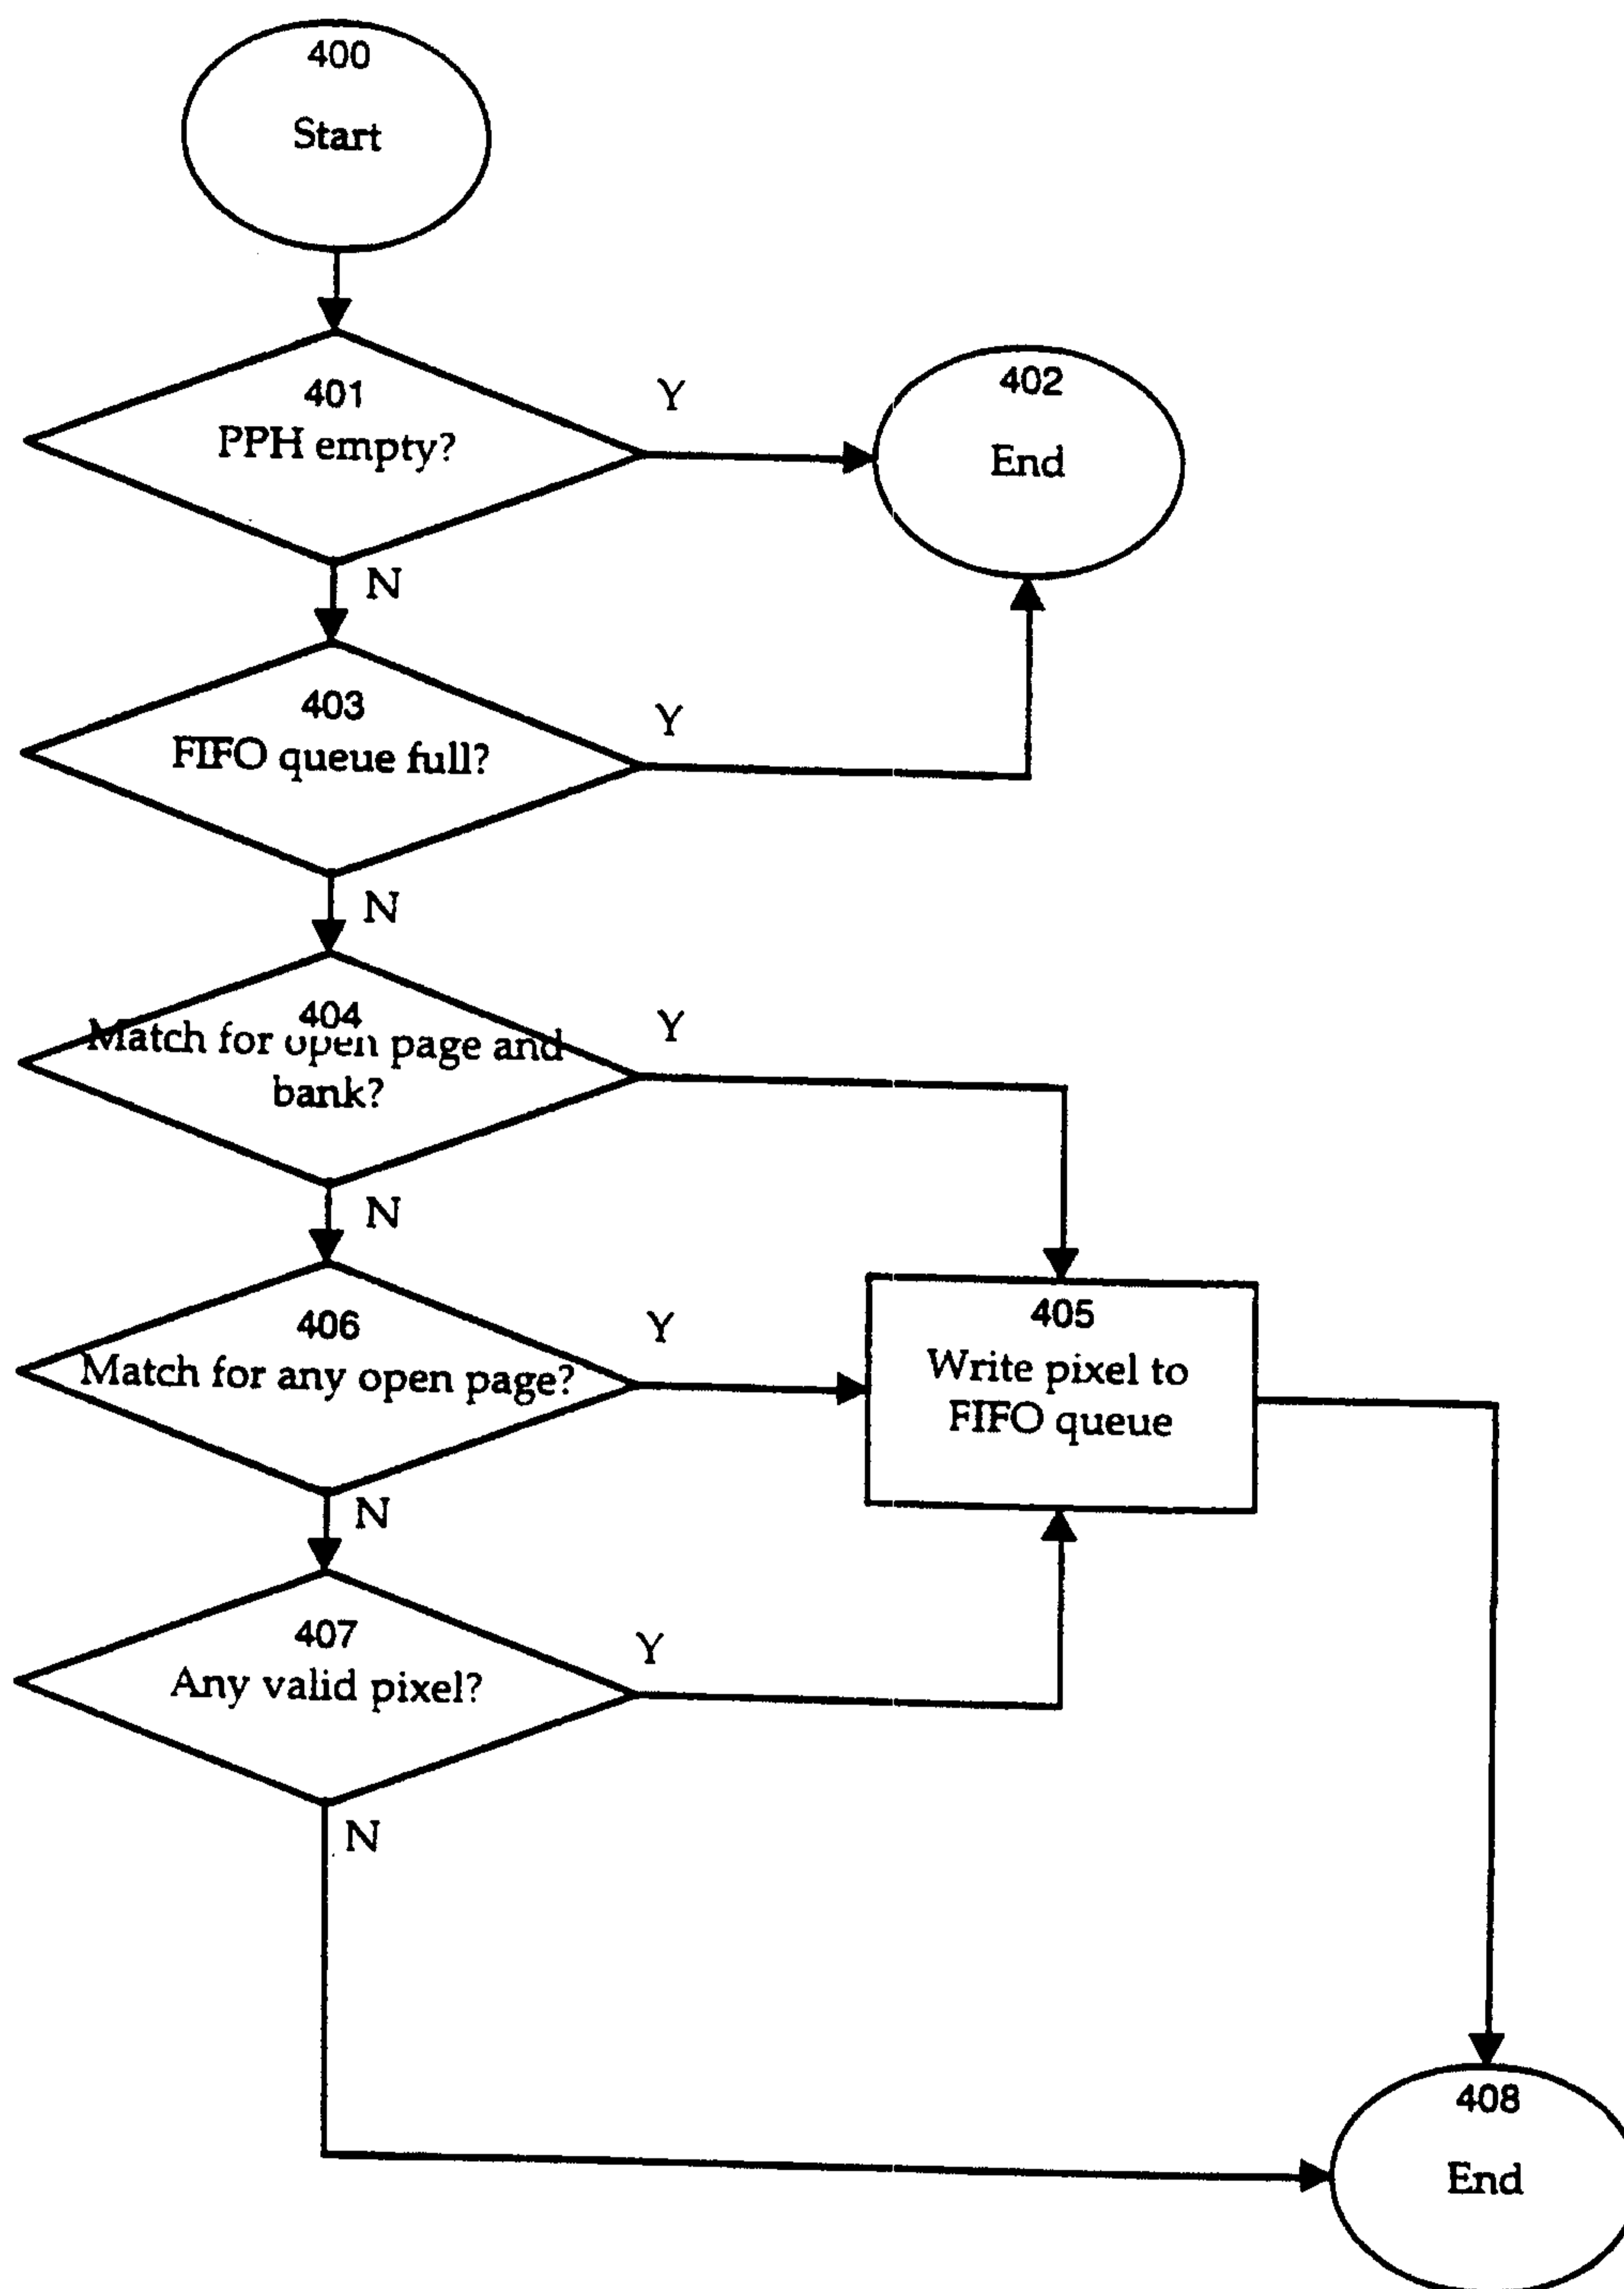 400
Start
401
PPH empty?
Y
402
End
N
403
FIFO queue full?
Y
N
404
Match for open page and
bank?
Y
N
406
Match for any open page?
Y
405
Write pixel to
FIFO queue
N
407
Any valid pixel?
Y
N
408
End